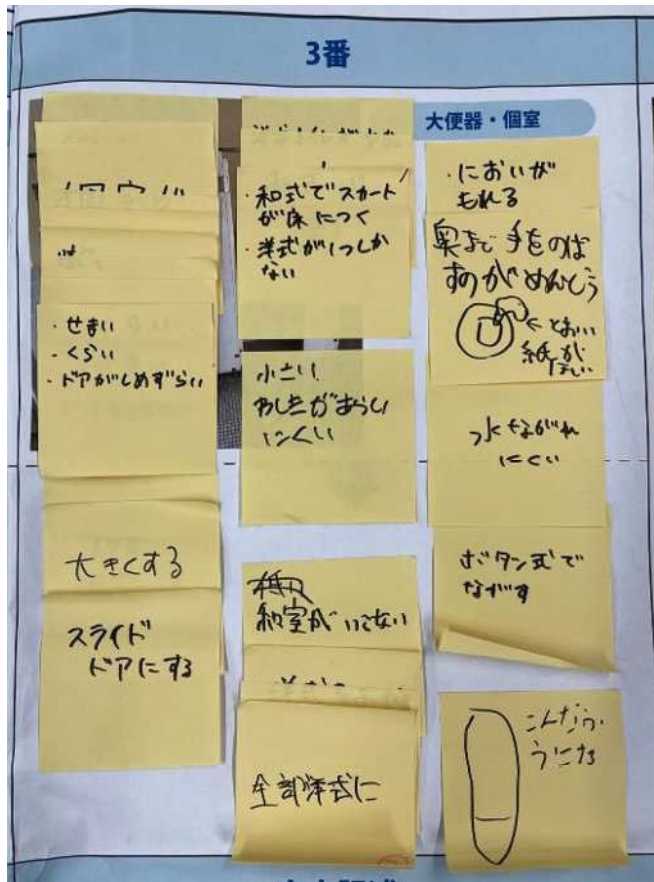 3番
大便器・個室
・せまい
・くらい
・ドアがしめずらい
大きくする
スライド
ドアにする
・和式でスカート
が床につく
・洋式が1つしか
ない
小さい
わしきがあらい
にくい
和室がいらない
全部洋式に
・においが
もれる
奥まで手をのば
すのがめんどう
←とおい
紙が
ほしい
水ながれ
にくい
ボタン式で
ながす
こんなふ
うにな